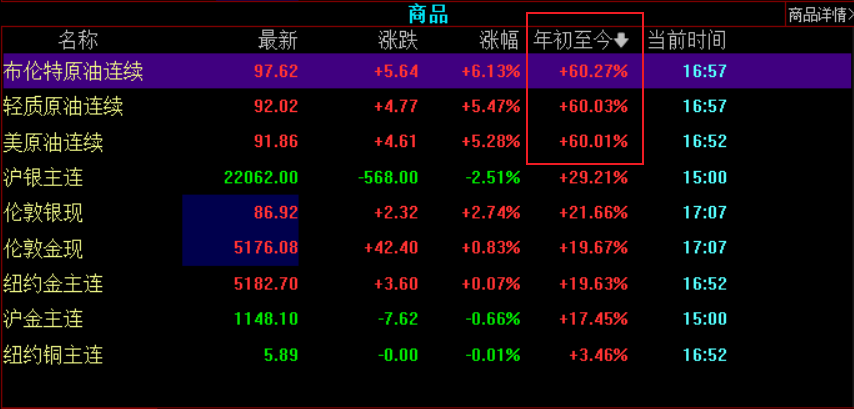 商品
商品详情>
名称 最新 涨跌 涨幅 年初至今 当前时间
布伦特原油连续 97.62 +5.64 +6.13% +60.27% 16:57
轻质原油连续 92.02 +4.77 +5.47% +60.03% 16:57
美原油连续 91.86 +4.61 +5.28% +60.01% 16:52
沪银主连 22062.00 -568.00 -2.51% +29.21% 15:00
伦敦银现 86.92 +2.32 +2.74% +21.66% 17:07
伦敦金现 5176.08 +42.40 +0.83% +19.67% 17:07
纽约金主连 5182.70 +3.60 +0.07% +19.63% 16:52
沪金主连 1148.10 -7.62 -0.66% +17.45% 15:00
纽约铜主连 5.89 -0.00 -0.01% +3.46% 16:52